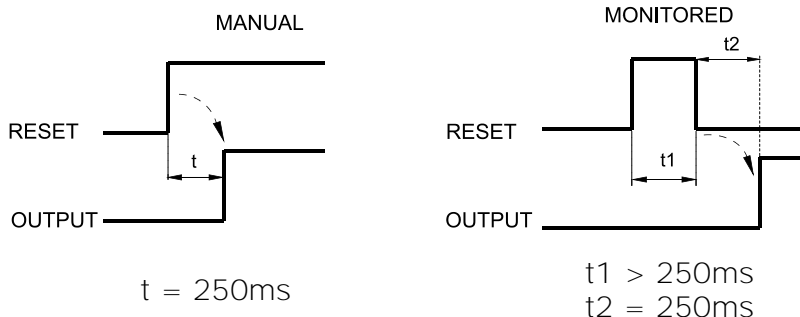 MANUAL
RESET
t
OUTPUT
t = 250ms
MONITORED
t2
RESET
t1
OUTPUT
t1 > 250ms
t2 = 250ms